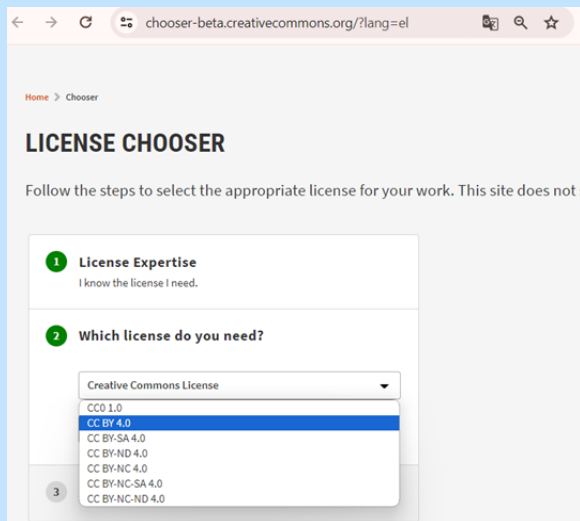 chooser-beta.creativecommons.org/?lang=el
Home > Chooser
LICENSE CHOOSER
Follow the steps to select the appropriate license for your work. This site does not
1 License Expertise
I know the license I need.
2 Which license do you need?
Creative Commons License
CC0 1.0
CC BY 4.0
CC BY-SA 4.0
CC BY-ND 4.0
CC BY-NC 4.0
CC BY-NC-SA 4.0
CC BY-NC-ND 4.0
3